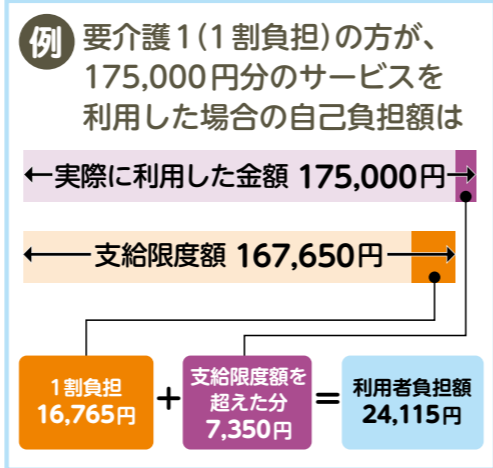 例 要介護1(1割負担)の方が、
175,000円分のサービスを
利用した場合の自己負担額は
実際に利用した金額 175,000円
支給限度額 167,650円
1割負担
16,765円
+
支給限度額を
超えた分
7,350円
=
利用者負担額
24,115円